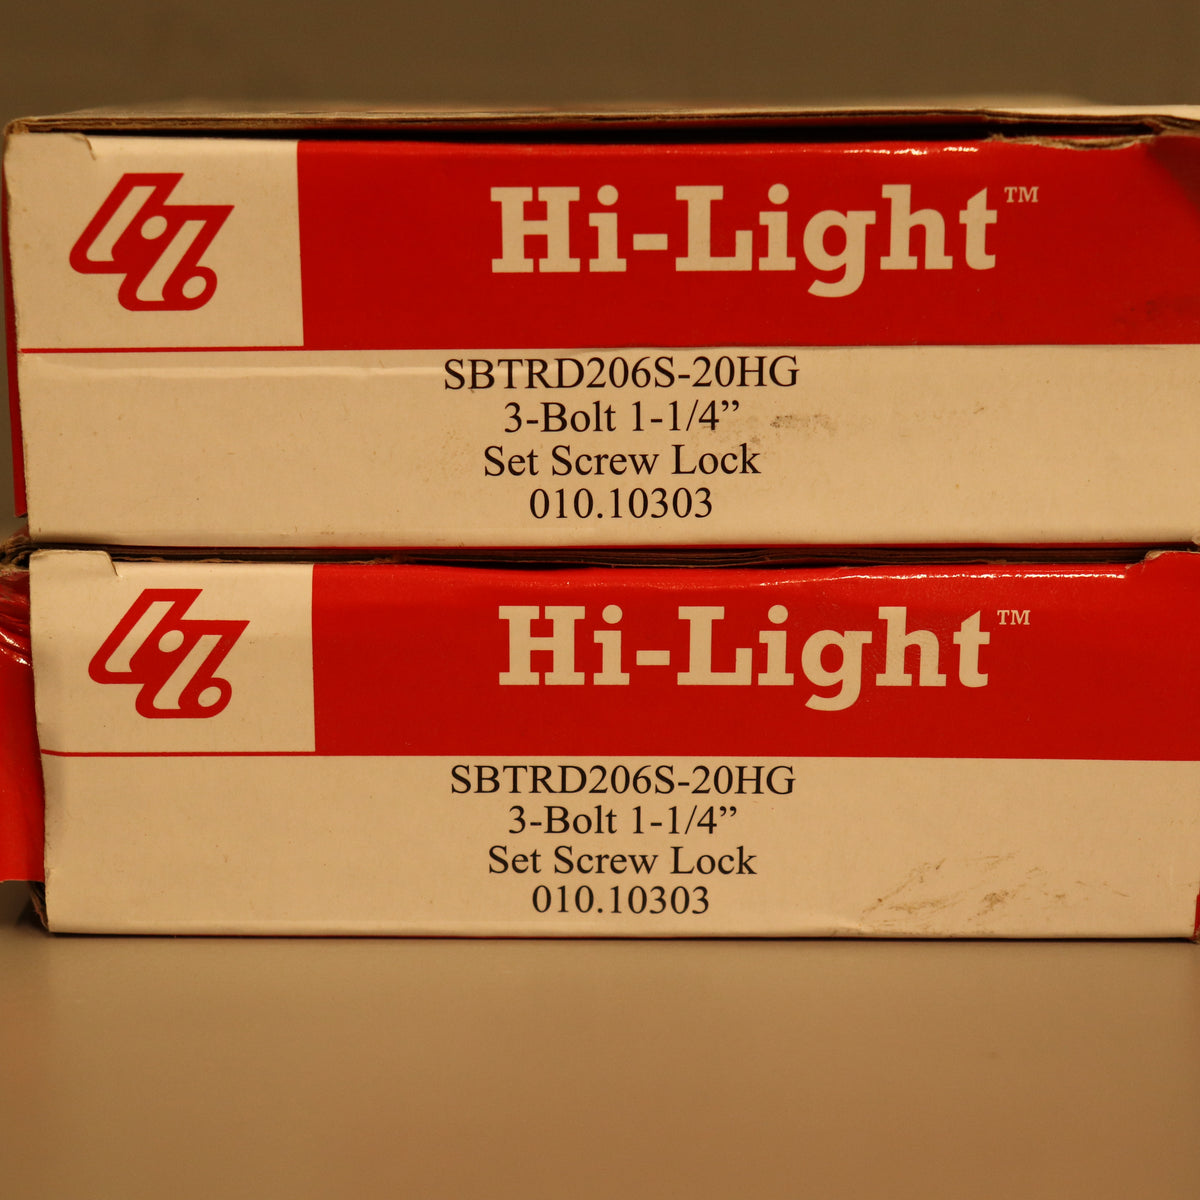 Hi-Light™
SBTRD206S-20HG
3-Bolt 1-1/4”
Set Screw Lock
010.10303
Hi-Light™
SBTRD206S-20HG
3-Bolt 1-1/4”
Set Screw Lock
010.10303